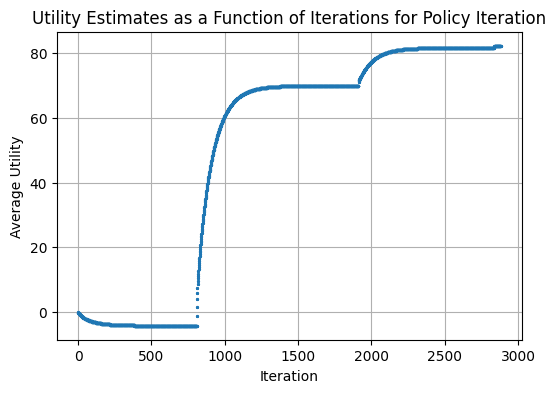 Utility Estimates as a Function of Iterations for Policy Iteration
80
60
40
20
0
Average Utility
0 500 1000 1500 2000 2500 3000
Iteration